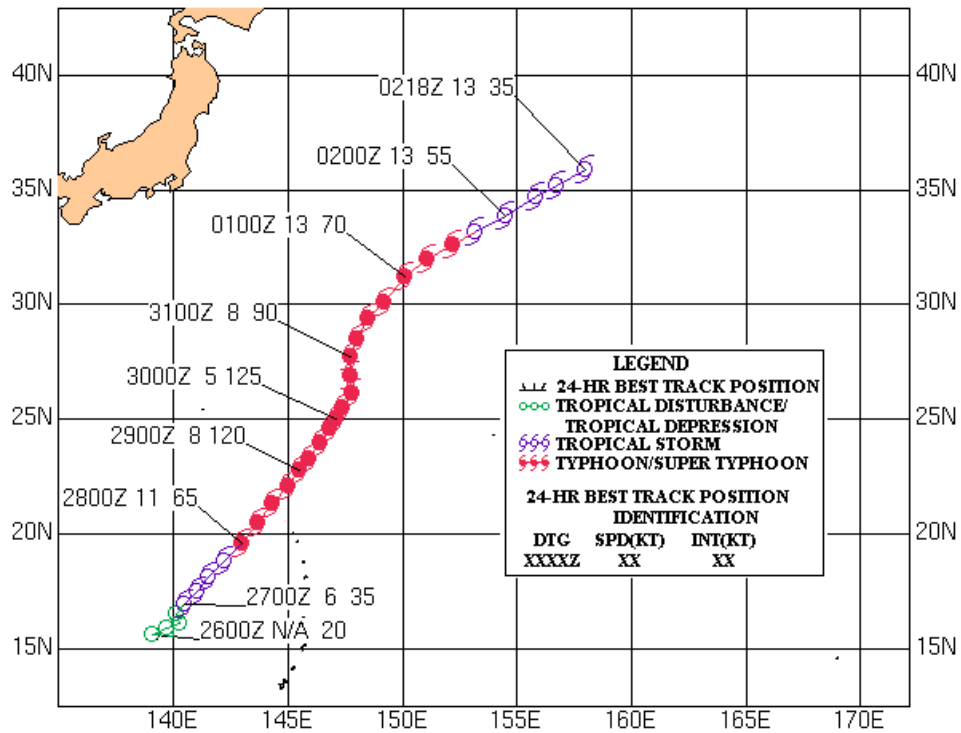 40N 40N
0218Z 13 35
0200Z 13 55
35N 35N
0100Z 13 70
30N 30N
3100Z 8 90
3000Z 5 125
25N 25N
2900Z 8 120
2800Z 11 65
20N 20N
2700Z 6 35
2600Z N/A 20
15N 15N
LEGEND
24-HR BEST TRACK POSITION
TROPICAL DISTURBANCE/
TROPICAL DEPRESSION
TROPICAL STORM
TYPHOON/SUPER TYPHOON
24-HR BEST TRACK POSITION
IDENTIFICATION
DTG SPD(KT) INT(KT)
XXXXZ XX XX
140E 145E 150E 155E 160E 165E 170E